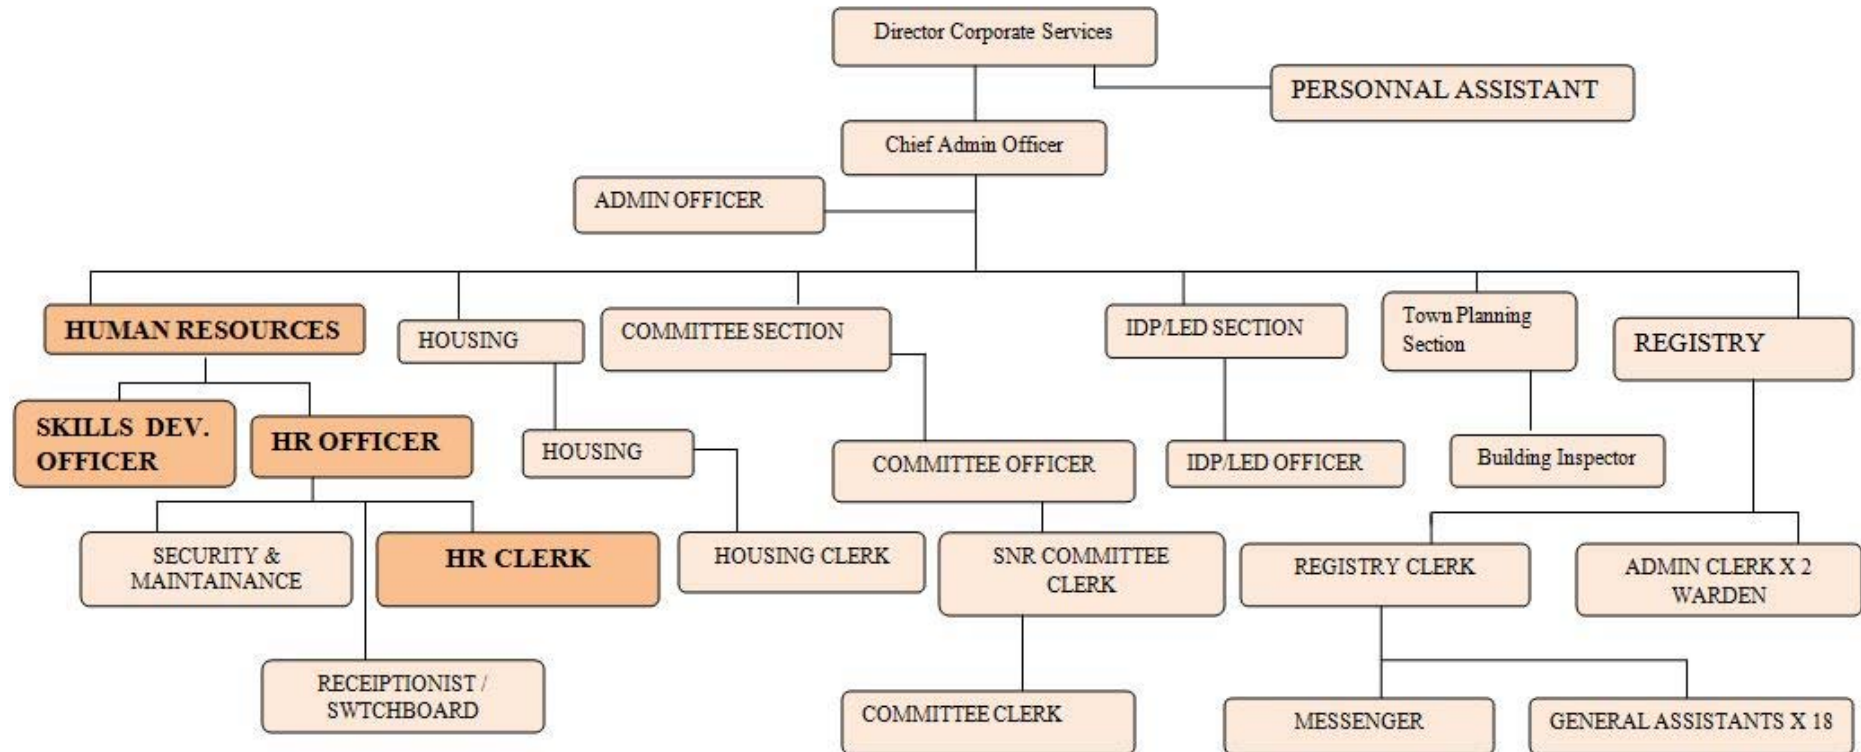 Director Corporate Services
PERSONNAL ASSISTANT
Chief Admin Officer
ADMIN OFFICER
HUMAN RESOURCES
HOUSING
COMMITTEE SECTION
IDP/LED SECTION
Town Planning
Section
REGISTRY
SKILLS DEV.
OFFICER
HR OFFICER
HOUSING
COMMITTEE OFFICER
IDP/LED OFFICER
Building Inspector
SECURITY &
MAINTAINANCE
HR CLERK
HOUSING CLERK
SNR COMMITTEE
CLERK
REGISTRY CLERK
ADMIN CLERK X 2
WARDEN
RECEIPTIONIST /
SWTCHBOARD
COMMITTEE CLERK
MESSENGER
GENERAL ASSISTANTS X 18